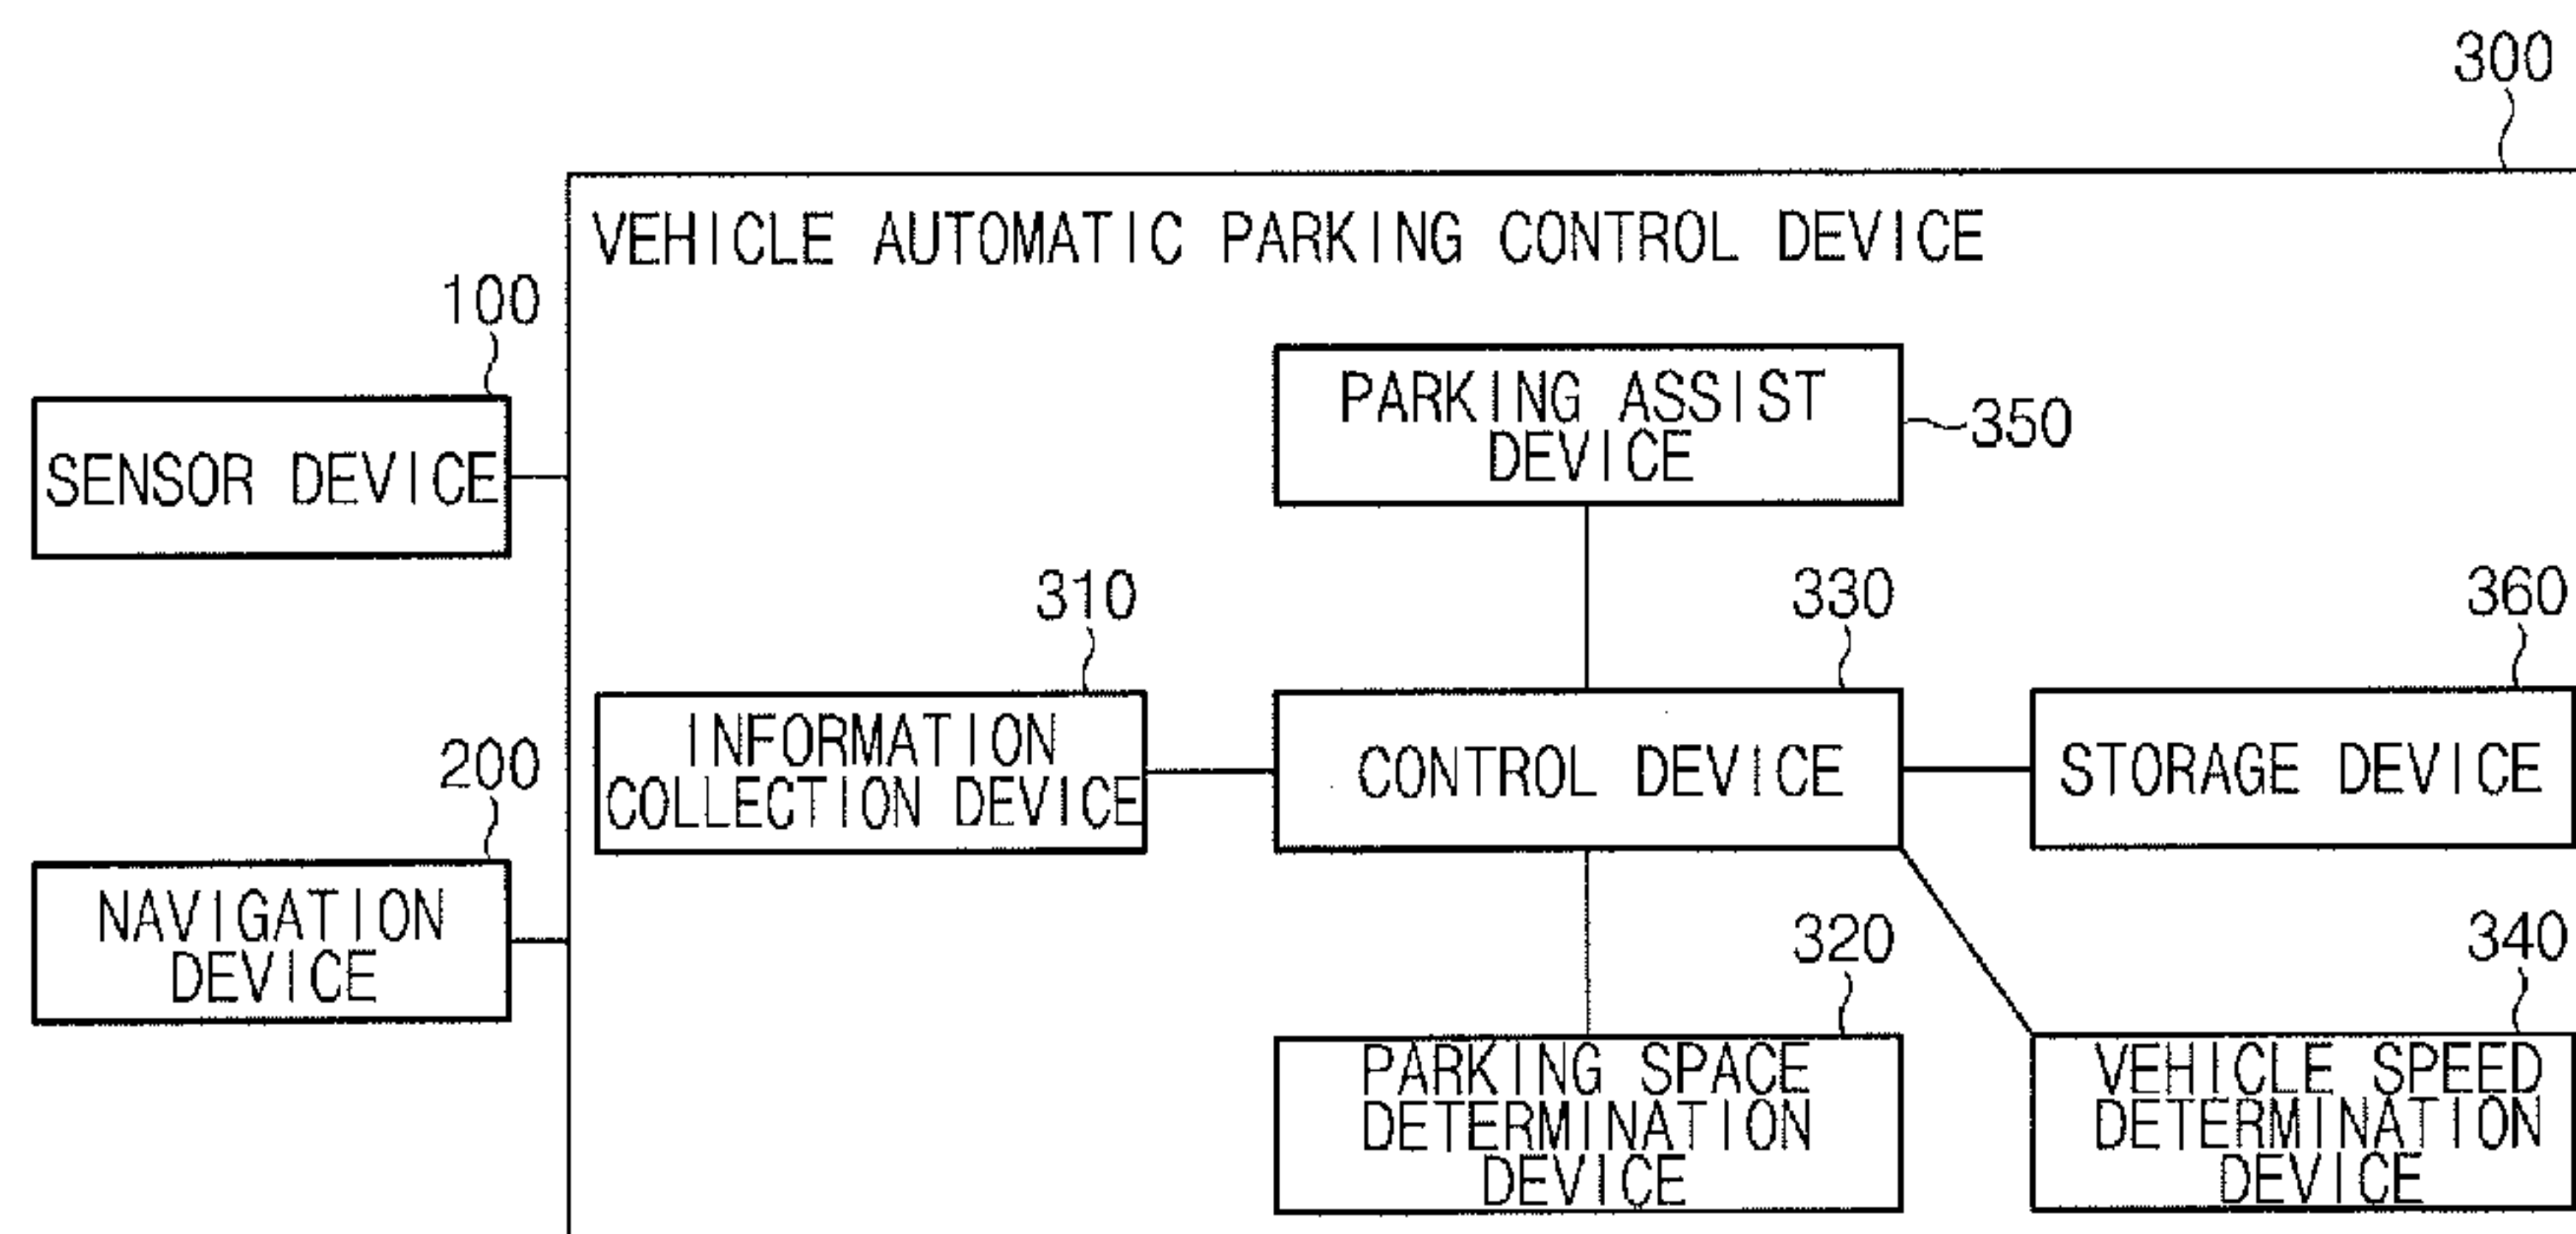 300
VEHICLE AUTOMATIC PARKING CONTROL DEVICE
100
SENSOR DEVICE
PARKING ASSIST
DEVICE
350
310
INFORMATION
COLLECTION DEVICE
330
CONTROL DEVICE
360
STORAGE DEVICE
200
NAVIGATION
DEVICE
320
PARKING SPACE
DETERMINATION
DEVICE
340
VEHICLE SPEED
DETERMINATION
DEVICE